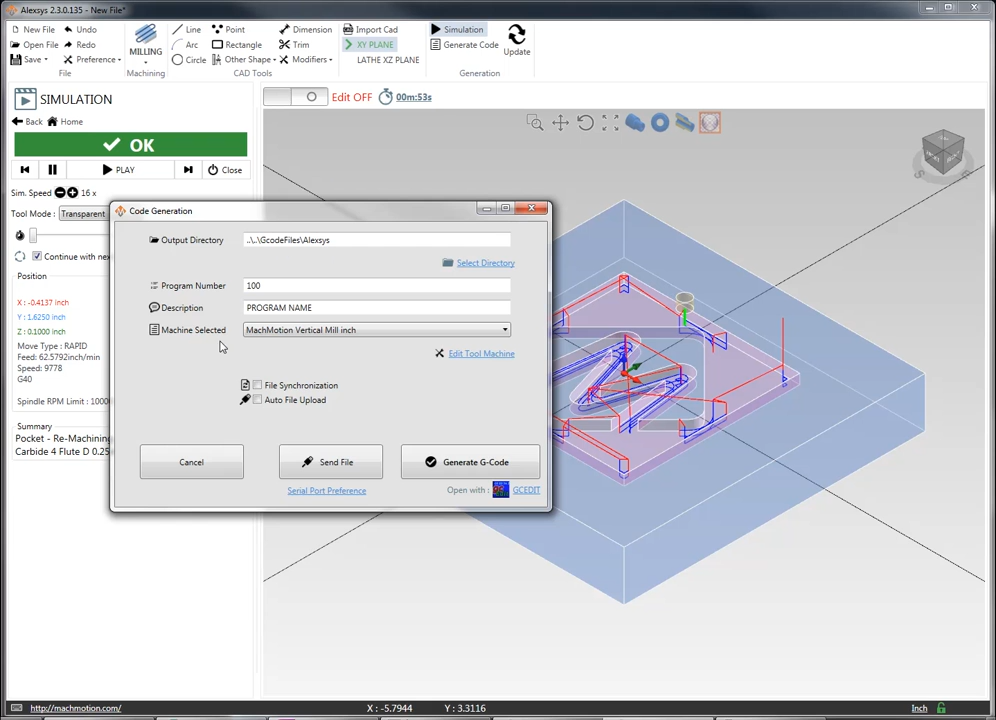 Alexsys 2.3.0.135 - New File*
New File
Undo
Open File
Redo
Save
Preference
File
MILLING
Machining
Line
Point
Arc
Rectangle
Circle
Other Shape
CAD Tools
Dimension
Trim
Modifiers
Import Cad
XY PLANE
LATHE XZ PLANE
Simulation
Generate Code
Update
Generation
SIMULATION
Back
Home
OK
PLAY
Close
Sim. Speed
16 x
Tool Mode :
Transparent
Continue with nex
Position
X : -0.4137 inch
Y : 1.6250 inch
Z : 0.1000 inch
Move Type : RAPID
Feed: 62.5792inch/min
Speed: 9778
G40
Spindle RPM Limit : 1000
Summary
Pocket - Re-Machining
Carbide 4 Flute D 0.25
Edit OFF
00m:53s
Code Generation
Output Directory
..\..\GcodeFiles\Alexsys
Select Directory
Program Number
100
Description
PROGRAM NAME
Machine Selected
MachMotion Vertical Mill inch
Edit Tool Machine
File Synchronization
Auto File Upload
Cancel
Send File
Generate G-Code
Serial Port Preference
Open with :
GCEDIT
http://machmotion.com/
X : -5.7944
Y : 3.3116
Inch